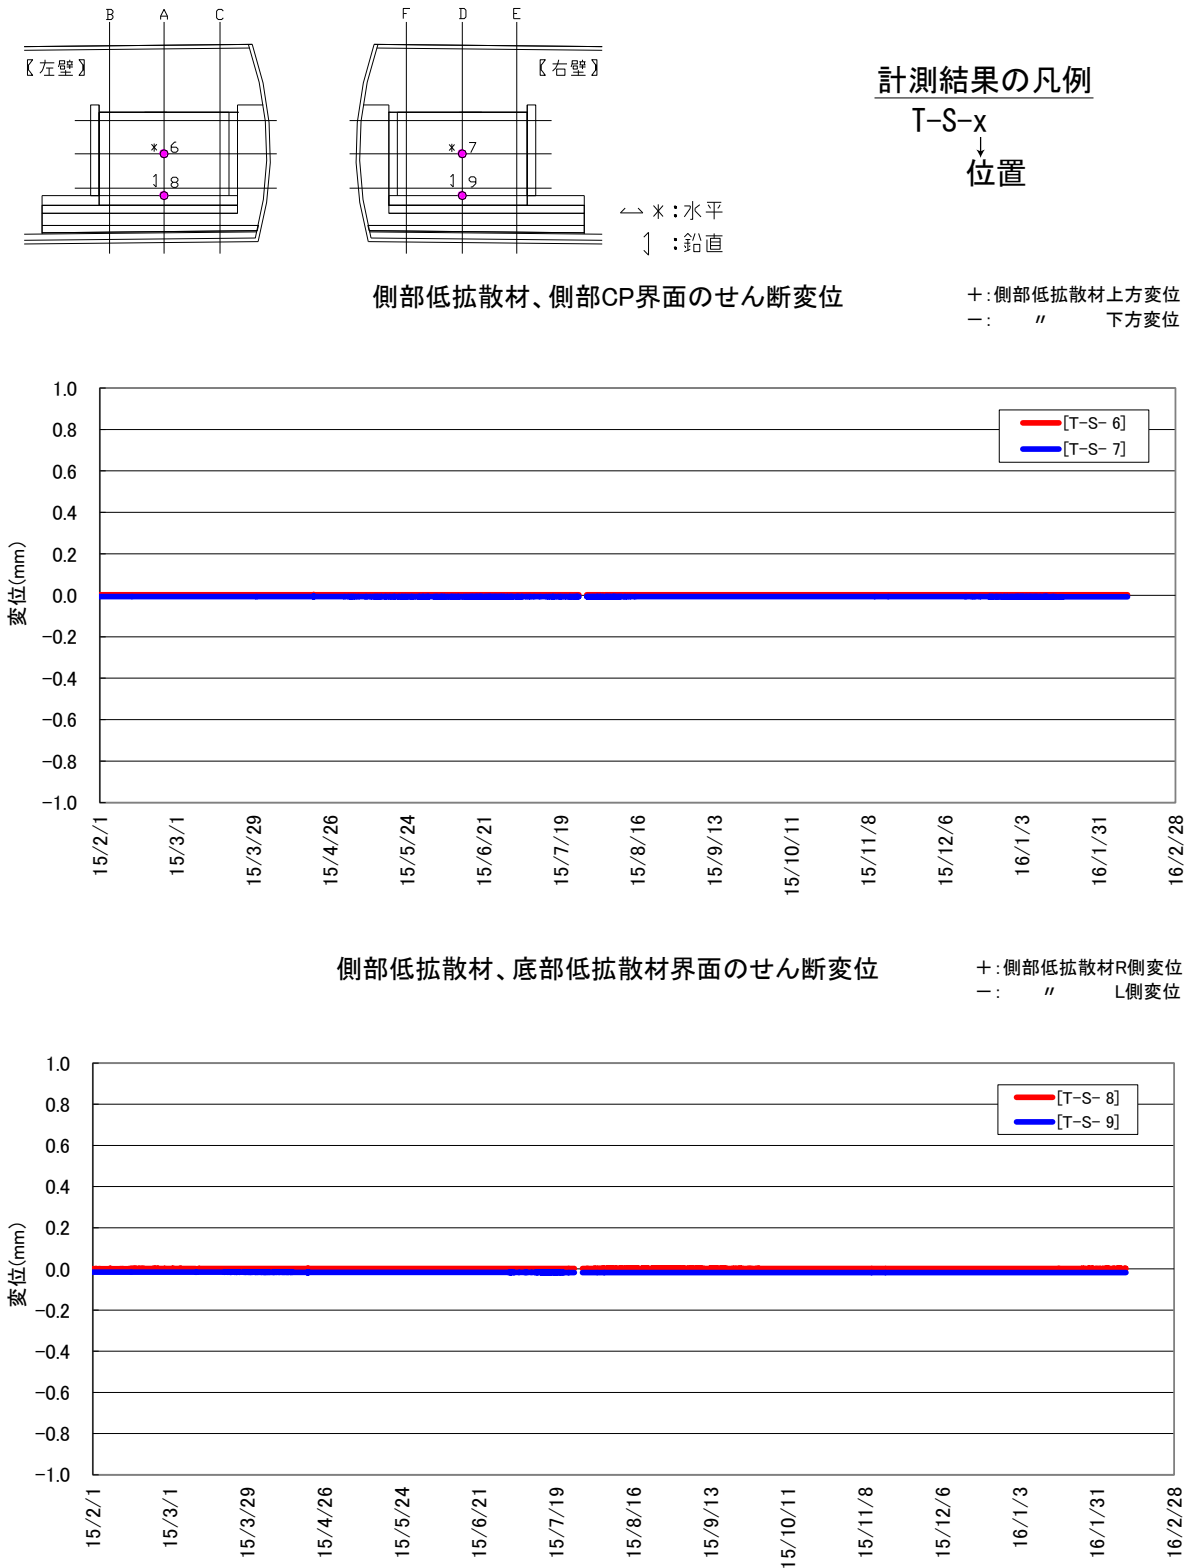 B A C F D E
〖左壁〗 〖右壁〗
計測結果の凡例
T-S-x
↓
位置
* 6 * 7
8 9
* :水平
:鉛直
側部低拡散材、側部CP界面のせん断変位
+:側部低拡散材上方変位
-: 〃 下方変位
変位(mm)
1.0
0.8
0.6
0.4
0.2
0.0
-0.2
-0.4
-0.6
-0.8
-1.0
[T-S- 6]
[T-S- 7]
15/2/1 15/3/1 15/3/29 15/4/26 15/5/24 15/6/21 15/7/19 15/8/16 15/9/13 15/10/11 15/11/8 15/12/6 16/1/3 16/1/31 16/2/28
側部低拡散材、底部低拡散材界面のせん断変位
+:側部低拡散材R側変位
-: 〃 L側変位
変位(mm)
1.0
0.8
0.6
0.4
0.2
0.0
-0.2
-0.4
-0.6
-0.8
-1.0
[T-S- 8]
[T-S- 9]
15/2/1 15/3/1 15/3/29 15/4/26 15/5/24 15/6/21 15/7/19 15/8/16 15/9/13 15/10/11 15/11/8 15/12/6 16/1/3 16/1/31 16/2/28